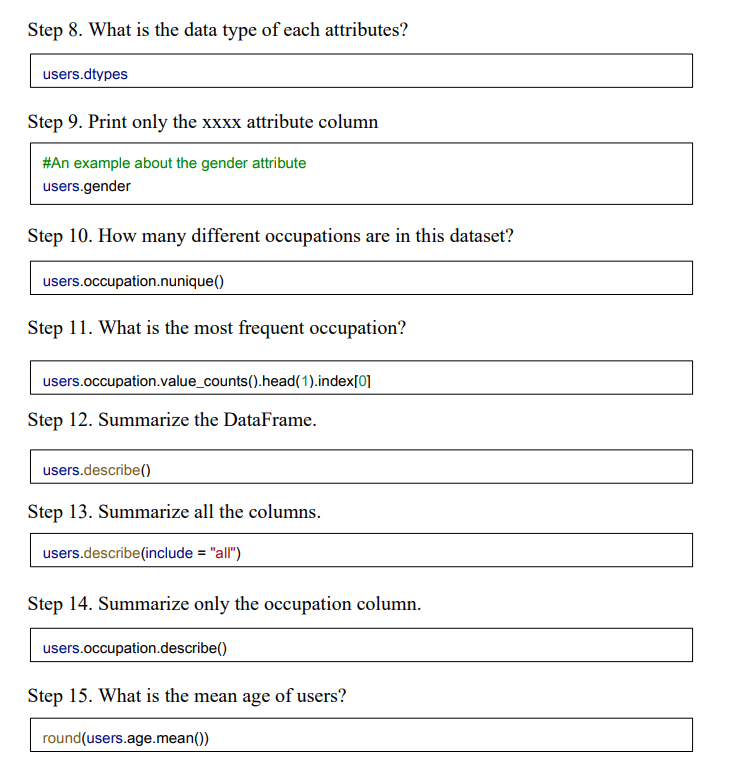 Step 8. What is the data type of each attributes?
users.dtypes
Step 9. Print only the xxxx attribute column
#An example about the gender attribute
users.gender
Step 10. How many different occupations are in this dataset?
users.occupation.nunique()
Step 11. What is the most frequent occupation?
users.occupation.value_counts().head(1).index[0]
Step 12. Summarize the DataFrame.
users.describe()
Step 13. Summarize all the columns.
users.describe(include = "all")
Step 14. Summarize only the occupation column.
users.occupation.describe()
Step 15. What is the mean age of users?
round(users.age.mean())